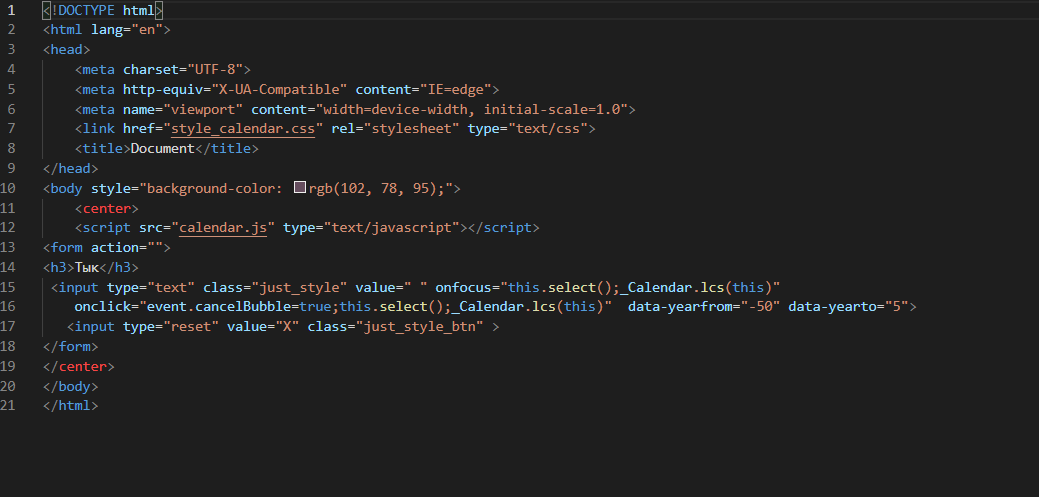 1 <!DOCTYPE html>
2 <html lang="en">
3 <head>
4     <meta charset="UTF-8">
5     <meta http-equiv="X-UA-Compatible" content="IE=edge">
6     <meta name="viewport" content="width=device-width, initial-scale=1.0">
7     <link href="style_calendar.css" rel="stylesheet" type="text/css">
8     <title>Document</title>
9 </head>
10 <body style="background-color: rgb(102, 78, 95);">
11     <center>
12     <script src="calendar.js" type="text/javascript"></script>
13 <form action="">
14 <h3>Тык</h3>
15  <input type="text" class="just_style" value=" " onfocus="this.select();_Calendar.lcs(this)"
16     onclick="event.cancelBubble=true;this.select();_Calendar.lcs(this)"  data-yearfrom="-50" data-yearto="5">
17    <input type="reset" value="X" class="just_style_btn" >
18 </form>
19 </center>
20 </body>
21 </html>